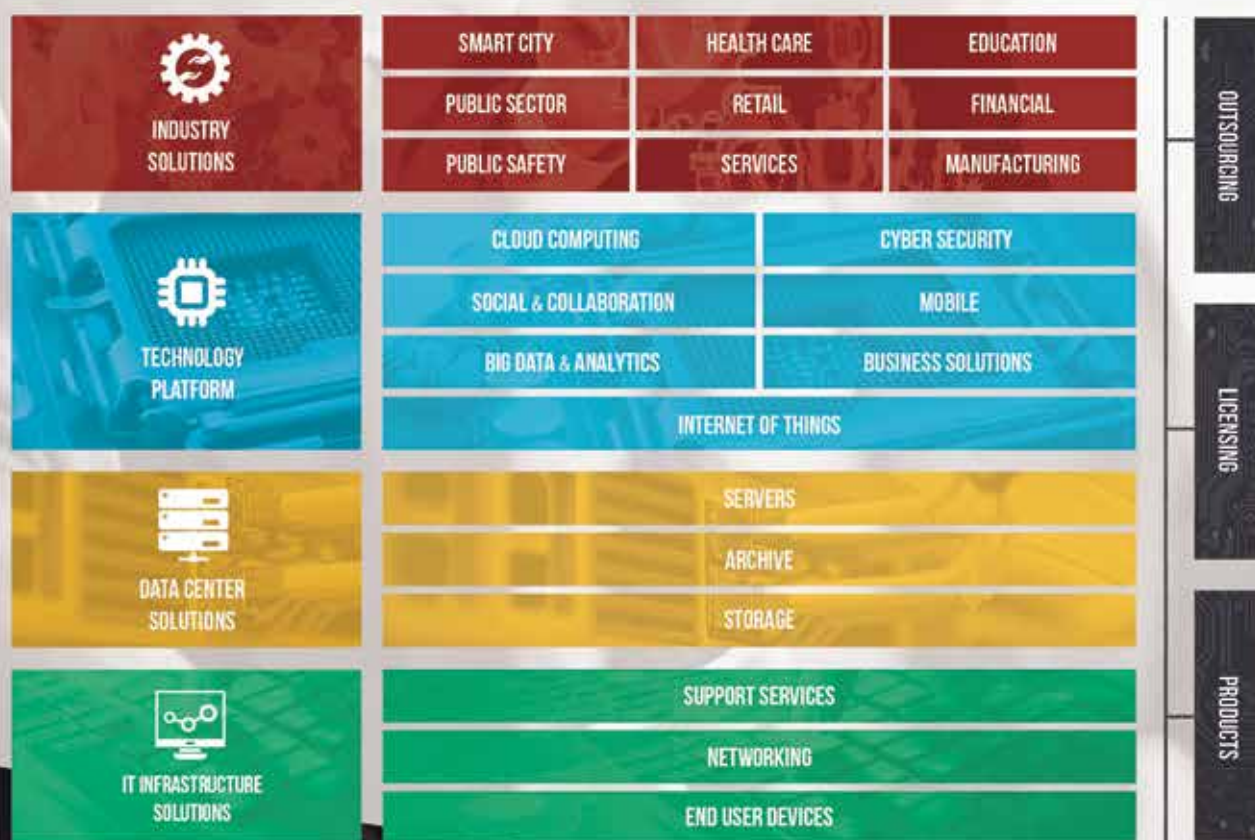 INDUSTRY
SOLUTIONS
SMART CITY
HEALTH CARE
EDUCATION
PUBLIC SECTOR
RETAIL
FINANCIAL
PUBLIC SAFETY
SERVICES
MANUFACTURING
TECHNOLOGY
PLATFORM
CLOUD COMPUTING
CYBER SECURITY
SOCIAL & COLLABORATION
MOBILE
BIG DATA & ANALYTICS
BUSINESS SOLUTIONS
INTERNET OF THINGS
DATA CENTER
SOLUTIONS
SERVERS
ARCHIVE
STORAGE
IT INFRASTRUCTURE
SOLUTIONS
SUPPORT SERVICES
NETWORKING
END USER DEVICES
OUTSOURCING
LICENSING
PRODUCTS